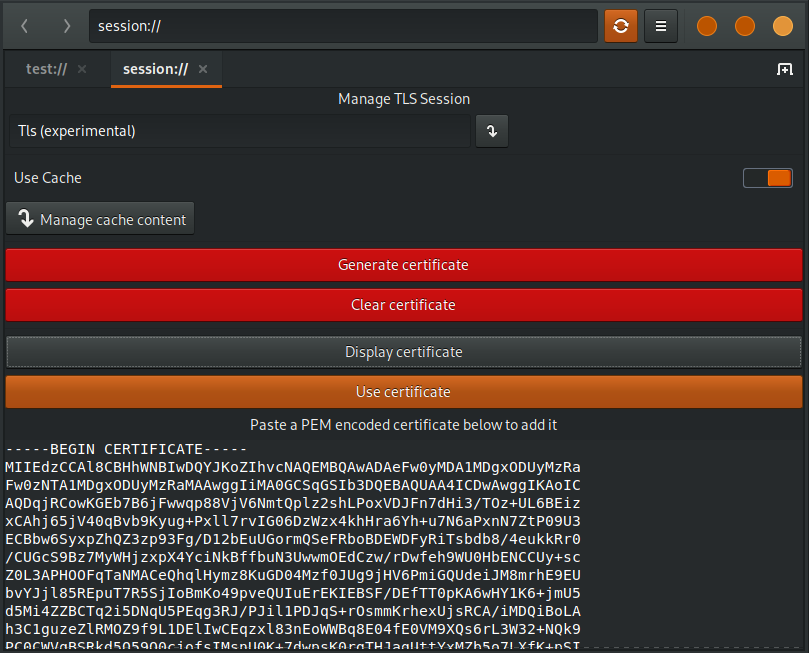 session://
test://
session://
Manage TLS Session
Tls (experimental)
Use Cache
Manage cache content
Generate certificate
Clear certificate
Display certificate
Use certificate
Paste a PEM encoded certificate below to add it
-----BEGIN CERTIFICATE-----
MIIEdzCCAl8CBHhWNBIwDQYJKoZIhvcNAQEMBQAwADAeFw0yMDA1MDgxODUyMzRa
Fw0zNTA1MDgxODUyMzRaMAAwggIiMA0GCSqGSIb3DQEBAQUAA4ICDwAwggIKAoIC
AQDqjRCowKGEb7B6jFwwqp88VjV6NmtQplz2shLPoxVDJFn7dHi3/TOz+UL6BEiz
xCAhj65jV40qBvb9Kyug+Pxll7rvIG06DzWzx4khHra6Yh+u7N6aPxnN7ZtP09U3
ECBbw6SyxpZhQZ3zp93Fg/D12bEuUGormQSeFRboBDEWDFyRiTsbdb8/4eukkRr0
/CUGcS9Bz7MyWHjzxpX4YciNkBffbuN3UwwmOEdCzw/rDwfeh9WU0HbENCCUy+sc
Z0L3APHOOFqTaNMACeQhqlHymz8KuGD04Mzf0JUg9jHV6PmiGQUdeiJM8mrhE9EU
bvYJjl85REpuT7R5SjIoBmKo49pveQUIuErEKIEBSF/DEfTT0pKA6wHY1K6+jmU5
d5Mi4ZZBCTq2i5DNqU5PEqg3RJ/PJil1PDJqS+rOsmmKrhexUjsRCA/iMDQiBoLA
h3C1guzeZlRMOZ9f9L1DElIwCEqzxl83nEoWWBq8E04fE0VM9XQs6rL3W32+NQk9